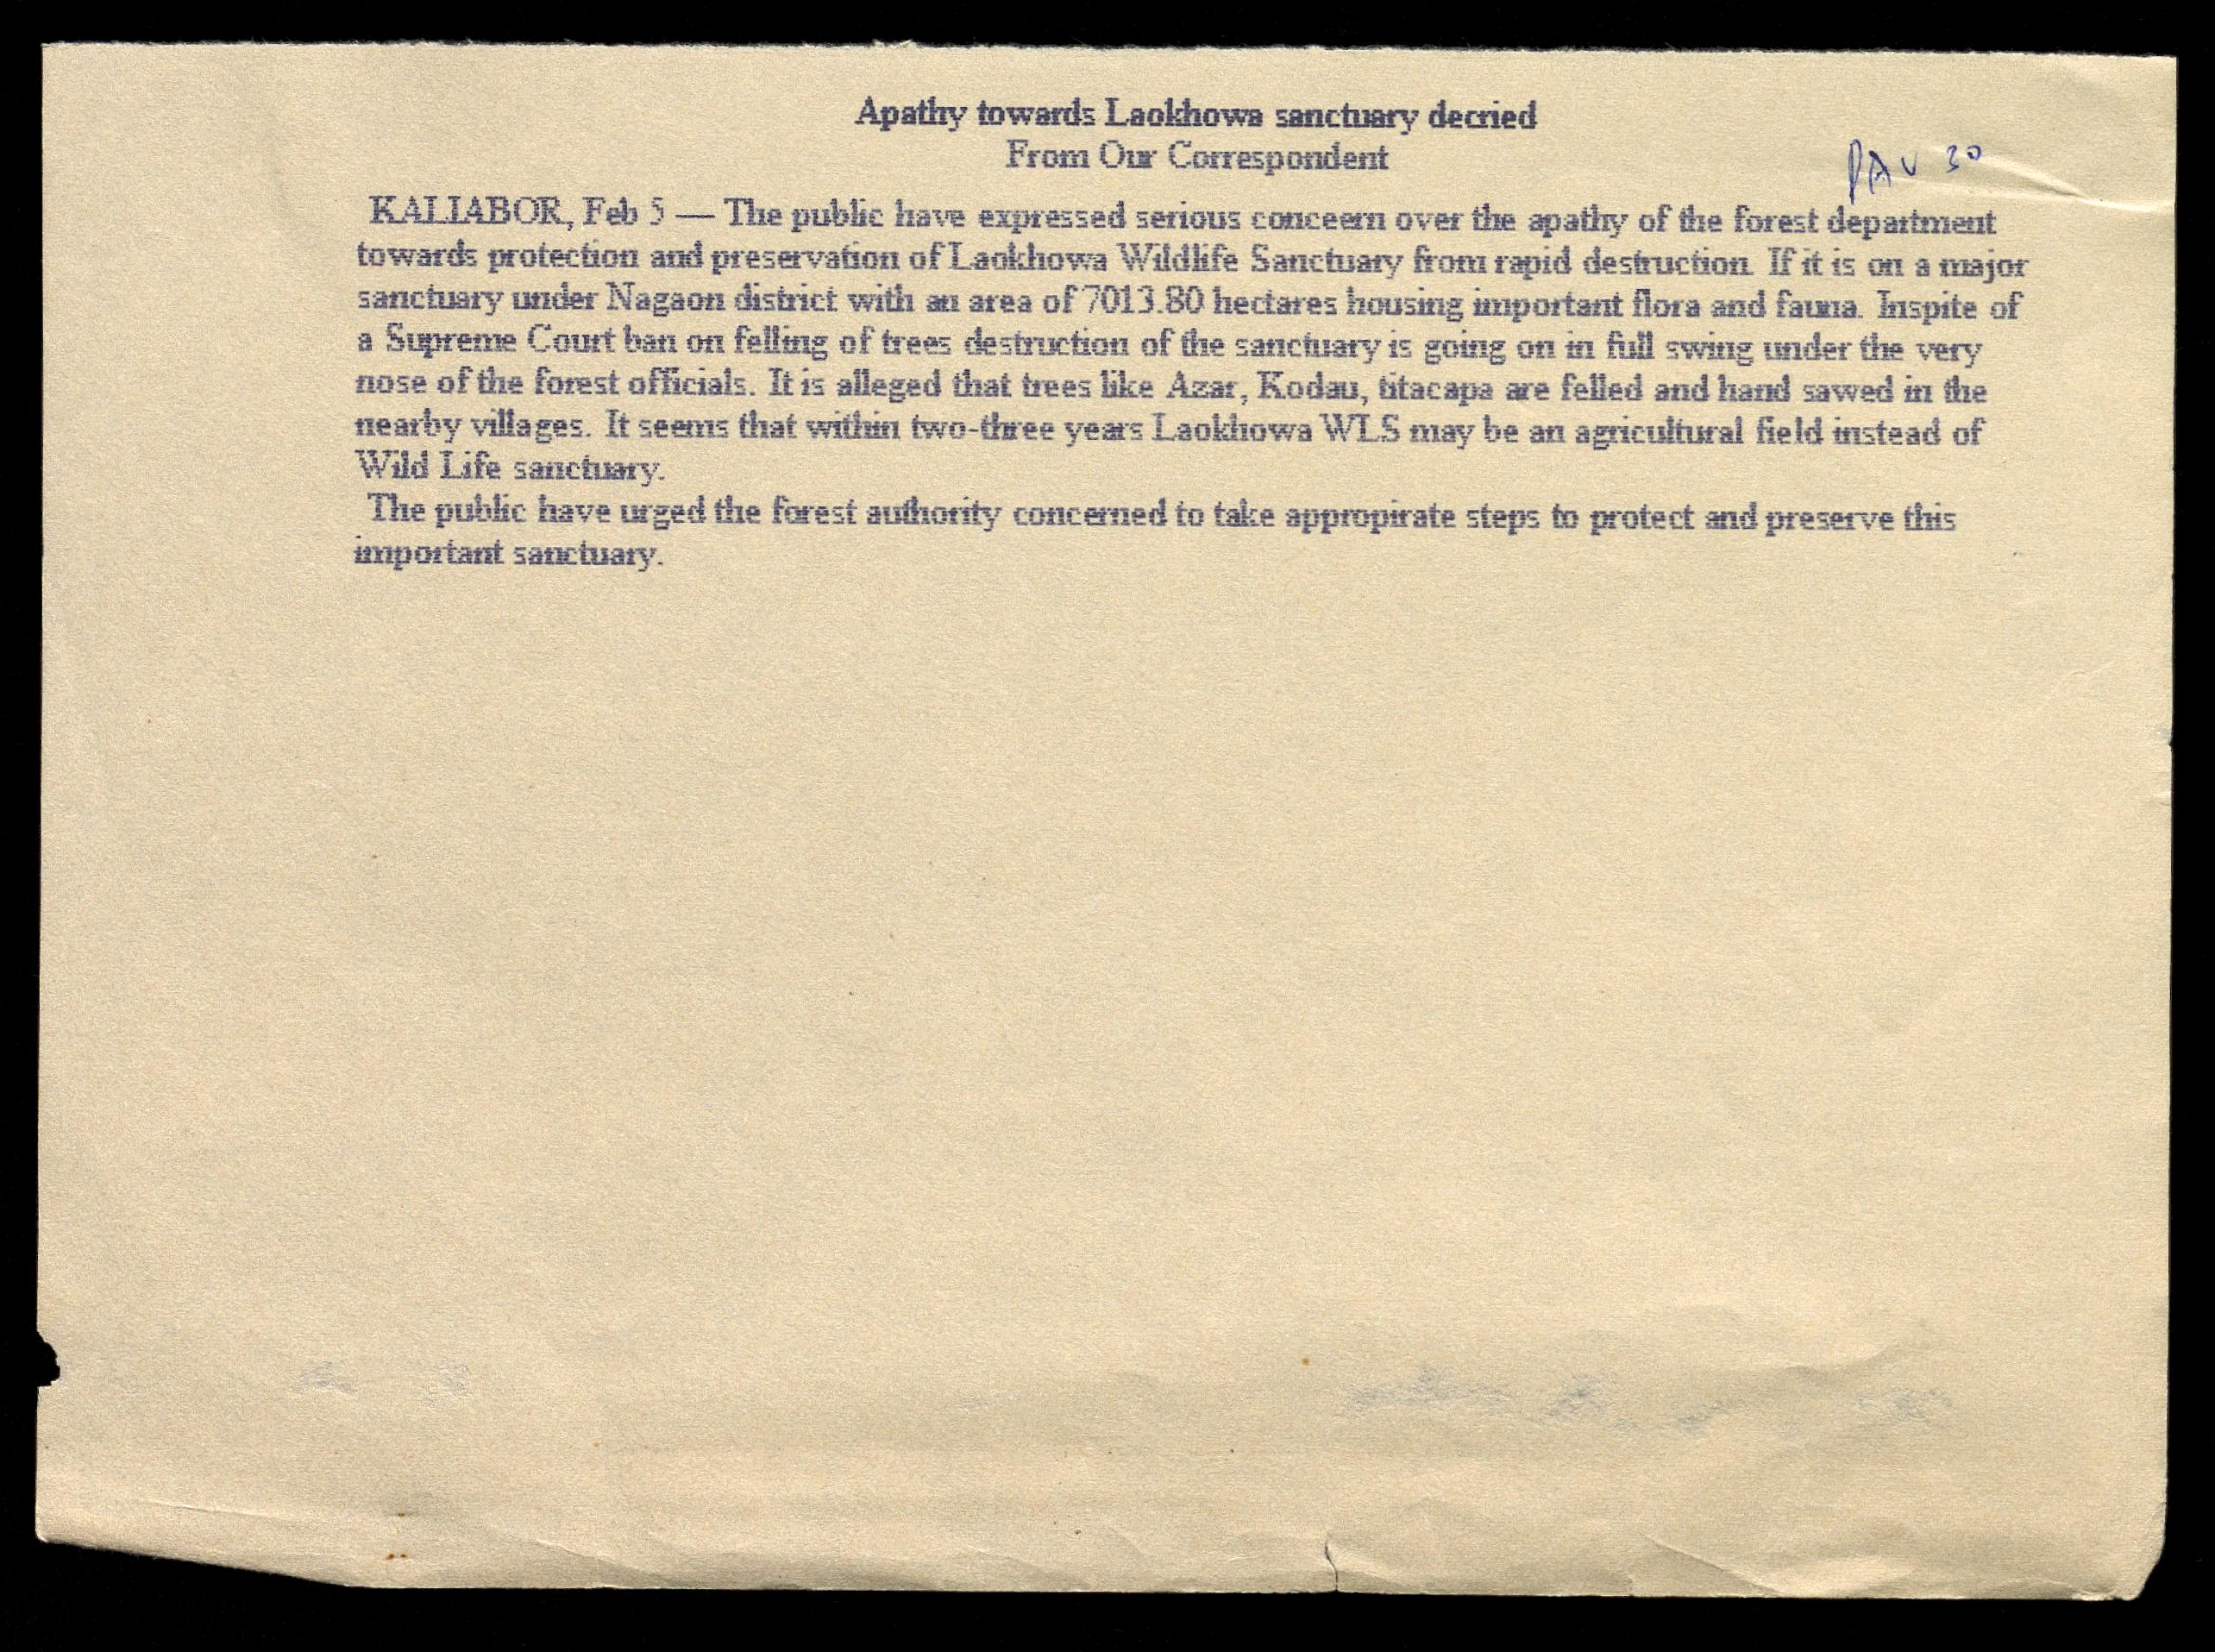 Apathy towards Laokhowa sanctuary decried
From Our Correspondent
PAV 30
KALIABOR, Feb 5 — The public have expressed serious conceern over the apathy of the forest department
towards protection and preservation of Laokhowa Wildlife Sanctuary from rapid destruction. If it is on a major
sanctuary under Nagaon district with an area of 7013.80 hectares housing important flora and fauna. Inspite of
a Supreme Court ban on felling of trees destruction of the sanctuary is going on in full swing under the very
nose of the forest officials. It is alleged that trees like Azar, Kodau, titacapa are felled and hand sawed in the
nearby villages. It seems that within two-three years Laokhowa WLS may be an agricultural field instead of
Wild Life sanctuary.
The public have urged the forest authority concerned to take appropirate steps to protect and preserve this
important sanctuary.